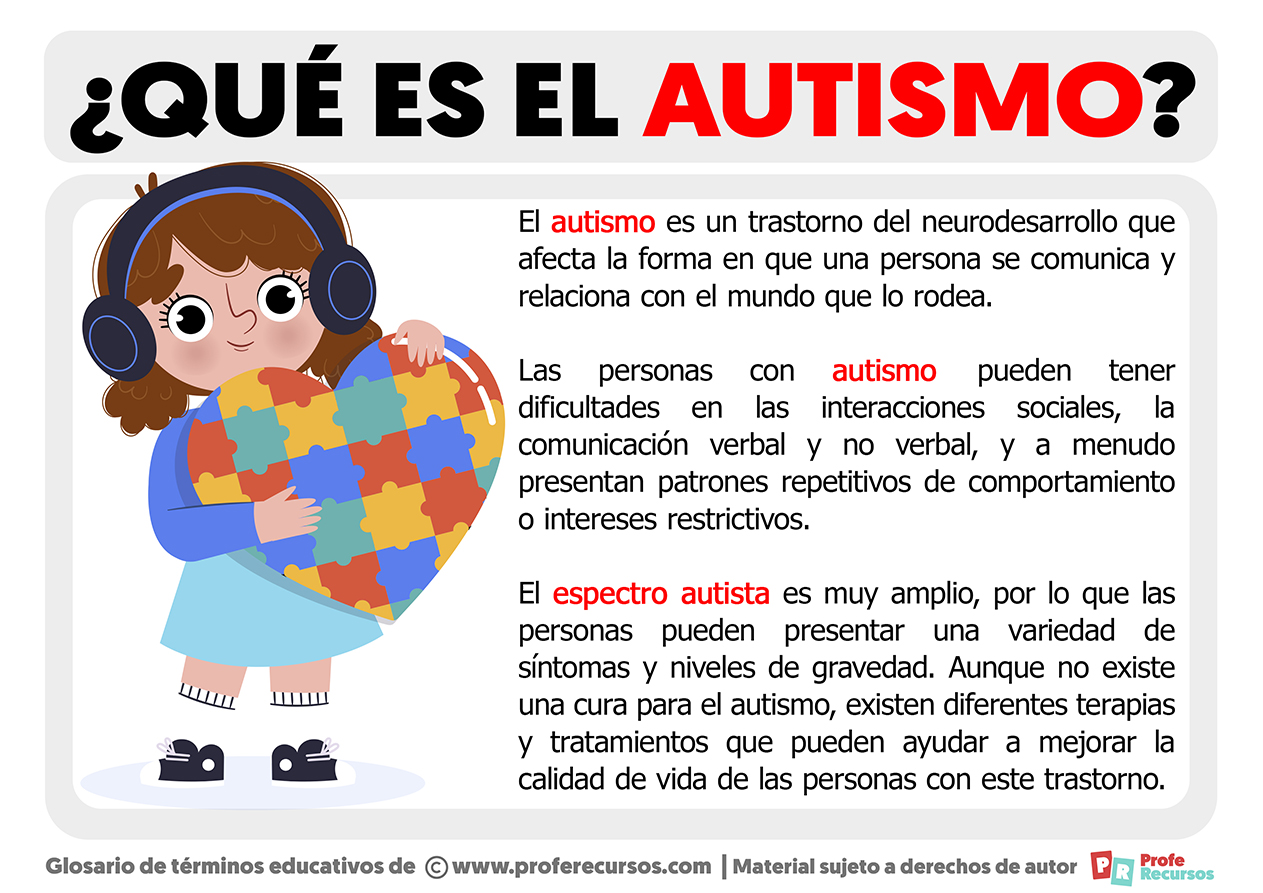 ¿QUÉ ES EL AUTISMO?
El autismo es un trastorno del neurodesarrollo que
afecta la forma en que una persona se comunica y
relaciona con el mundo que lo rodea.
Las personas con autismo pueden tener
dificultades en las interacciones sociales, la
comunicación verbal y no verbal, y a menudo
presentan patrones repetitivos de comportamiento
o intereses restrictivos.
El espectro autista es muy amplio, por lo que las
personas pueden presentar una variedad de
síntomas y niveles de gravedad. Aunque no existe
una cura para el autismo, existen diferentes terapias
y tratamientos que pueden ayudar a mejorar la
calidad de vida de las personas con este trastorno.
Glosario de términos educativos de © www.proferecursos.com | Material sujeto a derechos de autor
PR Profe
Recursos